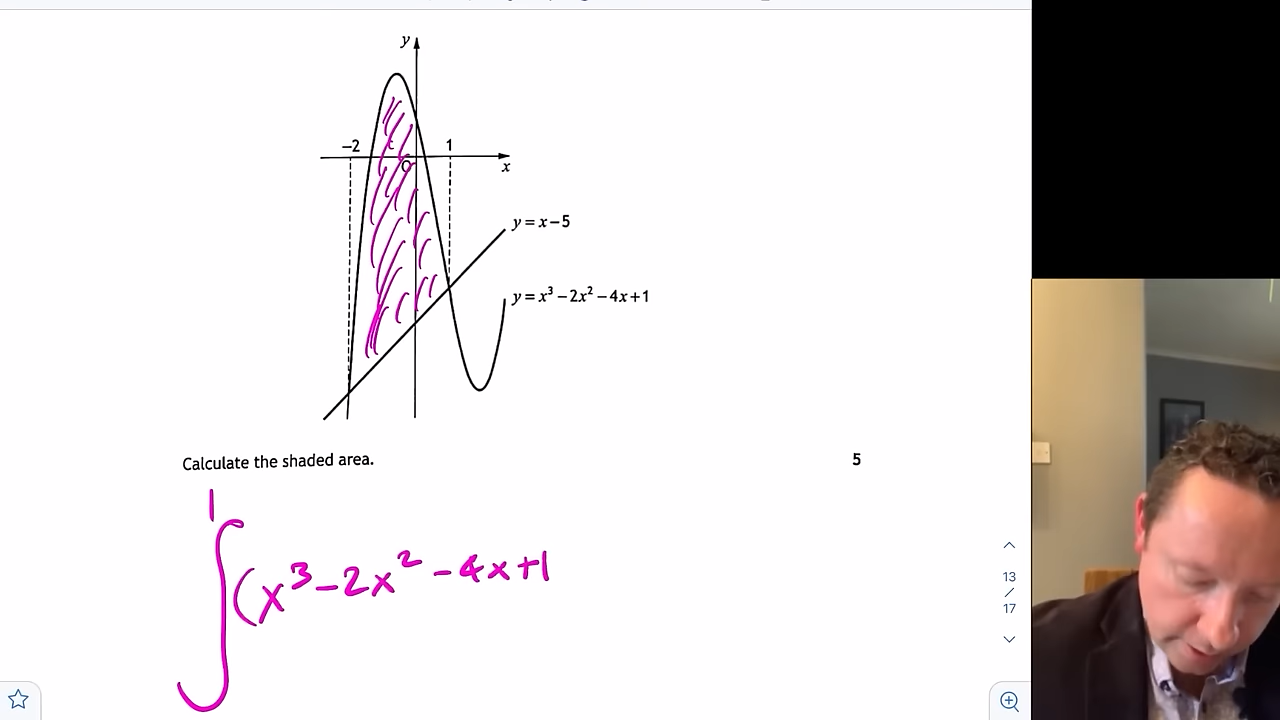 y
-2
1
O
x
y = x-5
y = x³ - 2x² - 4x + 1
Calculate the shaded area.
5
1
∫(x³ - 2x² - 4x + 1
13
/
17